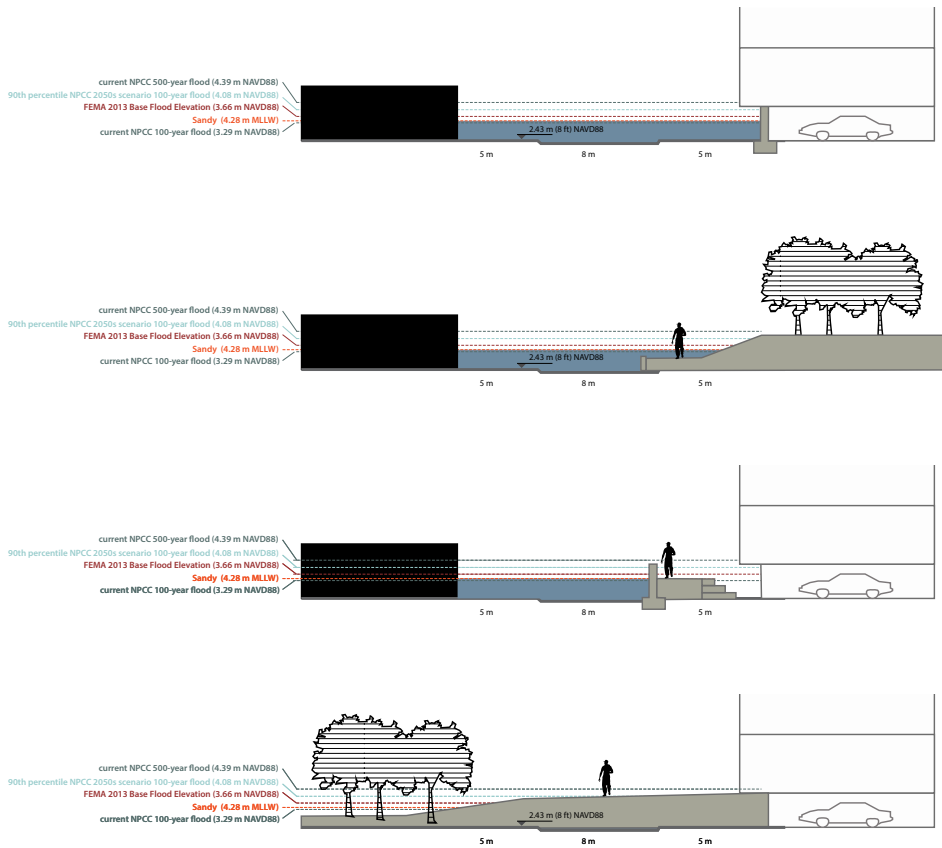 current NPCC 500-year flood (4.39 m NAVD88)
90th percentile NPCC 2050s scenario 100-year flood (4.08 m NAVD88)
FEMA 2013 Base Flood Elevation (3.66 m NAVD88)
Sandy (4.28 m MLLW)
current NPCC 100-year flood (3.29 m NAVD88)
2.43 m (8 ft) NAVD88
5 m 8 m 5 m
current NPCC 500-year flood (4.39 m NAVD88)
90th percentile NPCC 2050s scenario 100-year flood (4.08 m NAVD88)
FEMA 2013 Base Flood Elevation (3.66 m NAVD88)
Sandy (4.28 m MLLW)
current NPCC 100-year flood (3.29 m NAVD88)
2.43 m (8 ft) NAVD88
5 m 8 m 5 m
current NPCC 500-year flood (4.39 m NAVD88)
90th percentile NPCC 2050s scenario 100-year flood (4.08 m NAVD88)
FEMA 2013 Base Flood Elevation (3.66 m NAVD88)
Sandy (4.28 m MLLW)
current NPCC 100-year flood (3.29 m NAVD88)
5 m 8 m 5 m
current NPCC 500-year flood (4.39 m NAVD88)
90th percentile NPCC 2050s scenario 100-year flood (4.08 m NAVD88)
FEMA 2013 Base Flood Elevation (3.66 m NAVD88)
Sandy (4.28 m MLLW)
current NPCC 100-year flood (3.29 m NAVD88)
2.43 m (8 ft) NAVD88
5 m 8 m 5 m